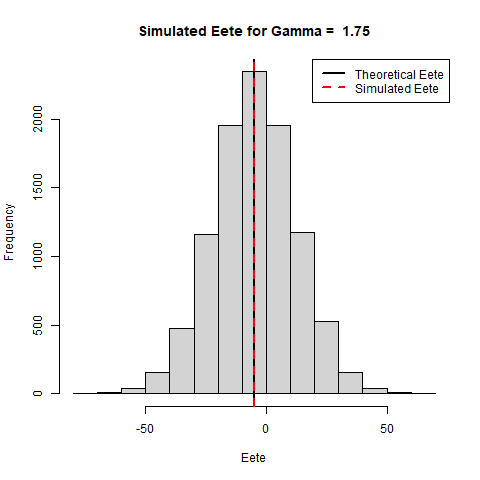 Simulated Eete for Gamma = 1.75
Theoretical Eete
Simulated Eete
Frequency
2000
1500
1000
500
0
-50
0
50
Eete